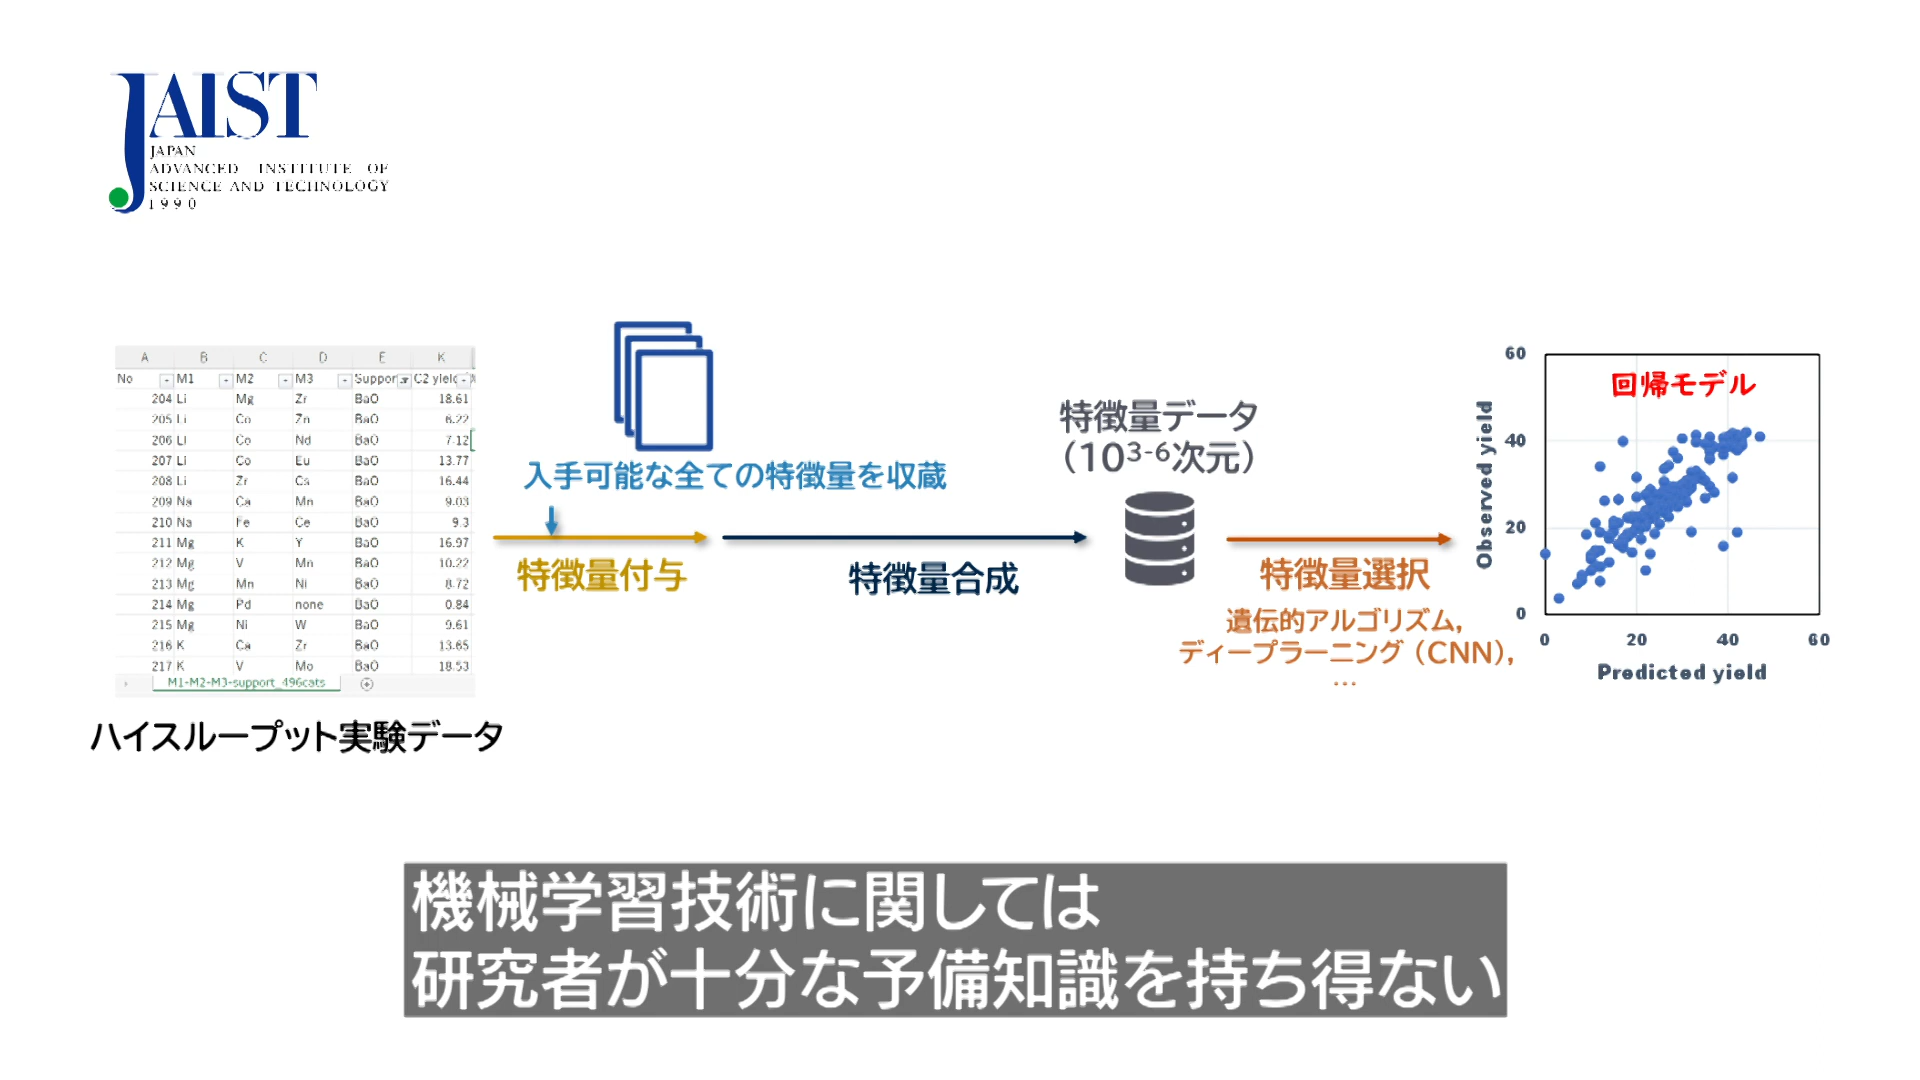 JAIST
JAPAN
ADVANCED INSTITUTE OF
SCIENCE AND TECHNOLOGY
1990
A B C D E K
No M1 M2 M3 Suppor C2 yield
204 Li Mg Zr BaO 18.61
205 Li Co Zn BaO 6.22
206 Li Co Nd BaO 7.12
207 Li Co Eu BaO 13.77
208 Li Zr Cs BaO 16.44
209 Na Ca Mn BaO 9.03
210 Na Fe Ce BaO 9.3
211 Mg K Y BaO 16.97
212 Mg V Mn BaO 10.22
213 Mg Mn Ni BaO 8.72
214 Mg Pd none BaO 0.84
215 Mg Ni W BaO 9.61
216 K Ca Zr BaO 13.65
217 K V Mo BaO 18.53
M1-M2-M3-support_496cats
ハイスループット実験データ
入手可能な全ての特徴量を収蔵
特徴量付与
特徴量合成
特徴量データ
(10³⁻⁶次元)
特徴量選択
遺伝的アルゴリズム,
ディープラーニング (CNN),
…
回帰モデル
Observed yield
60
40
20
0
0 20 40 60
Predicted yield
機械学習技術に関しては
研究者が十分な予備知識を持ち得ない